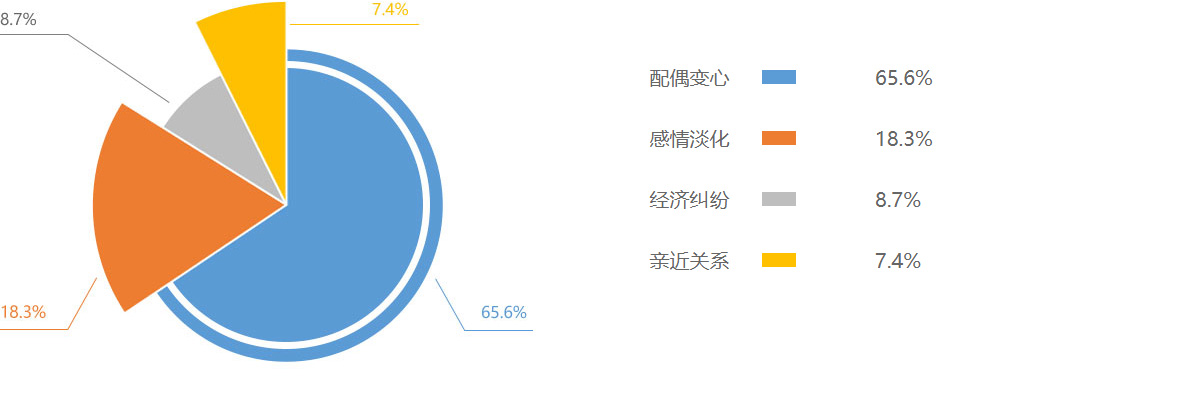 8.7%
7.4%
18.3%
65.6%
配偶变心 65.6%
感情淡化 18.3%
经济纠纷 8.7%
亲近关系 7.4%